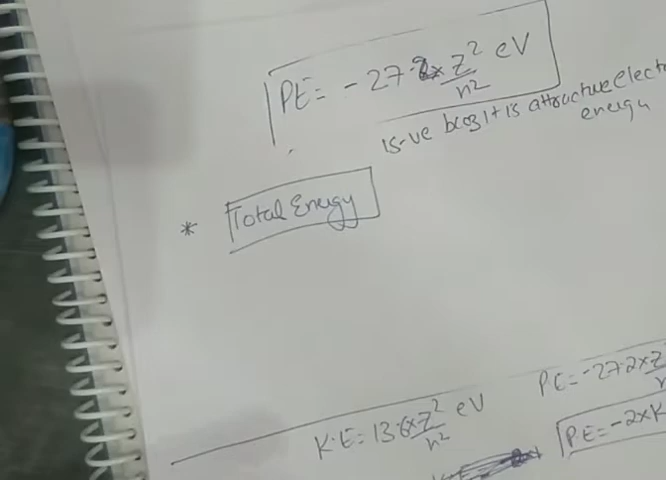 PE = -27.2 x Z²/n² eV
is -ve bcoz it is attractive elect
energy
* Total Energy
K.E = 13.6 x Z²/n² eV PE = -27.2 x Z
PE = -2 x K